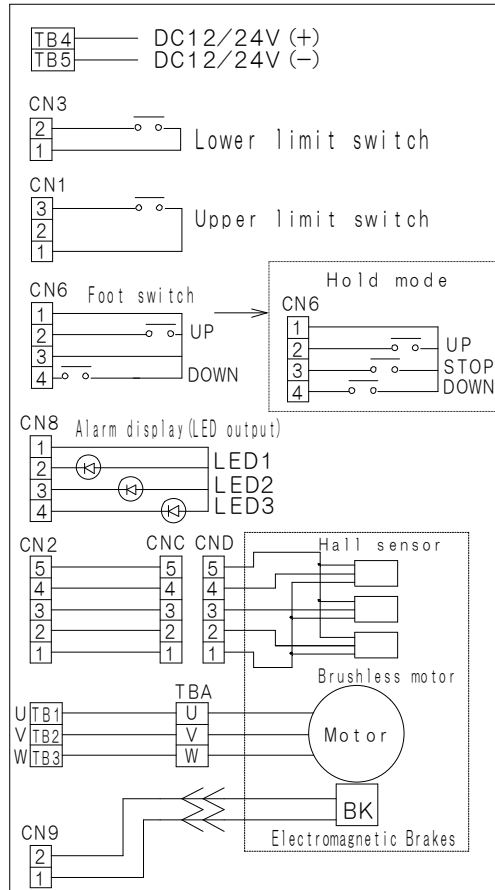 TB4 DC12/24V (+)
TB5 DC12/24V (−)
CN3
2
1
Lower limit switch
CN1
3
2
1
Upper limit switch
CN6 Foot switch
1
2 UP
3
4 DOWN
Hold mode
CN6
1
2 UP
3 STOP
4 DOWN
CN8 Alarm display(LED output)
1
2 LED1
3 LED2
4 LED3
CN2 CNC CND Hall sensor
5 5 5
4 4 4
3 3 3
2 2 2
1 1 1
Brushless motor
TBA
U TB1 U
V TB2 V Motor
W TB3 W
BK
CN9 Electromagnetic Brakes
2
1